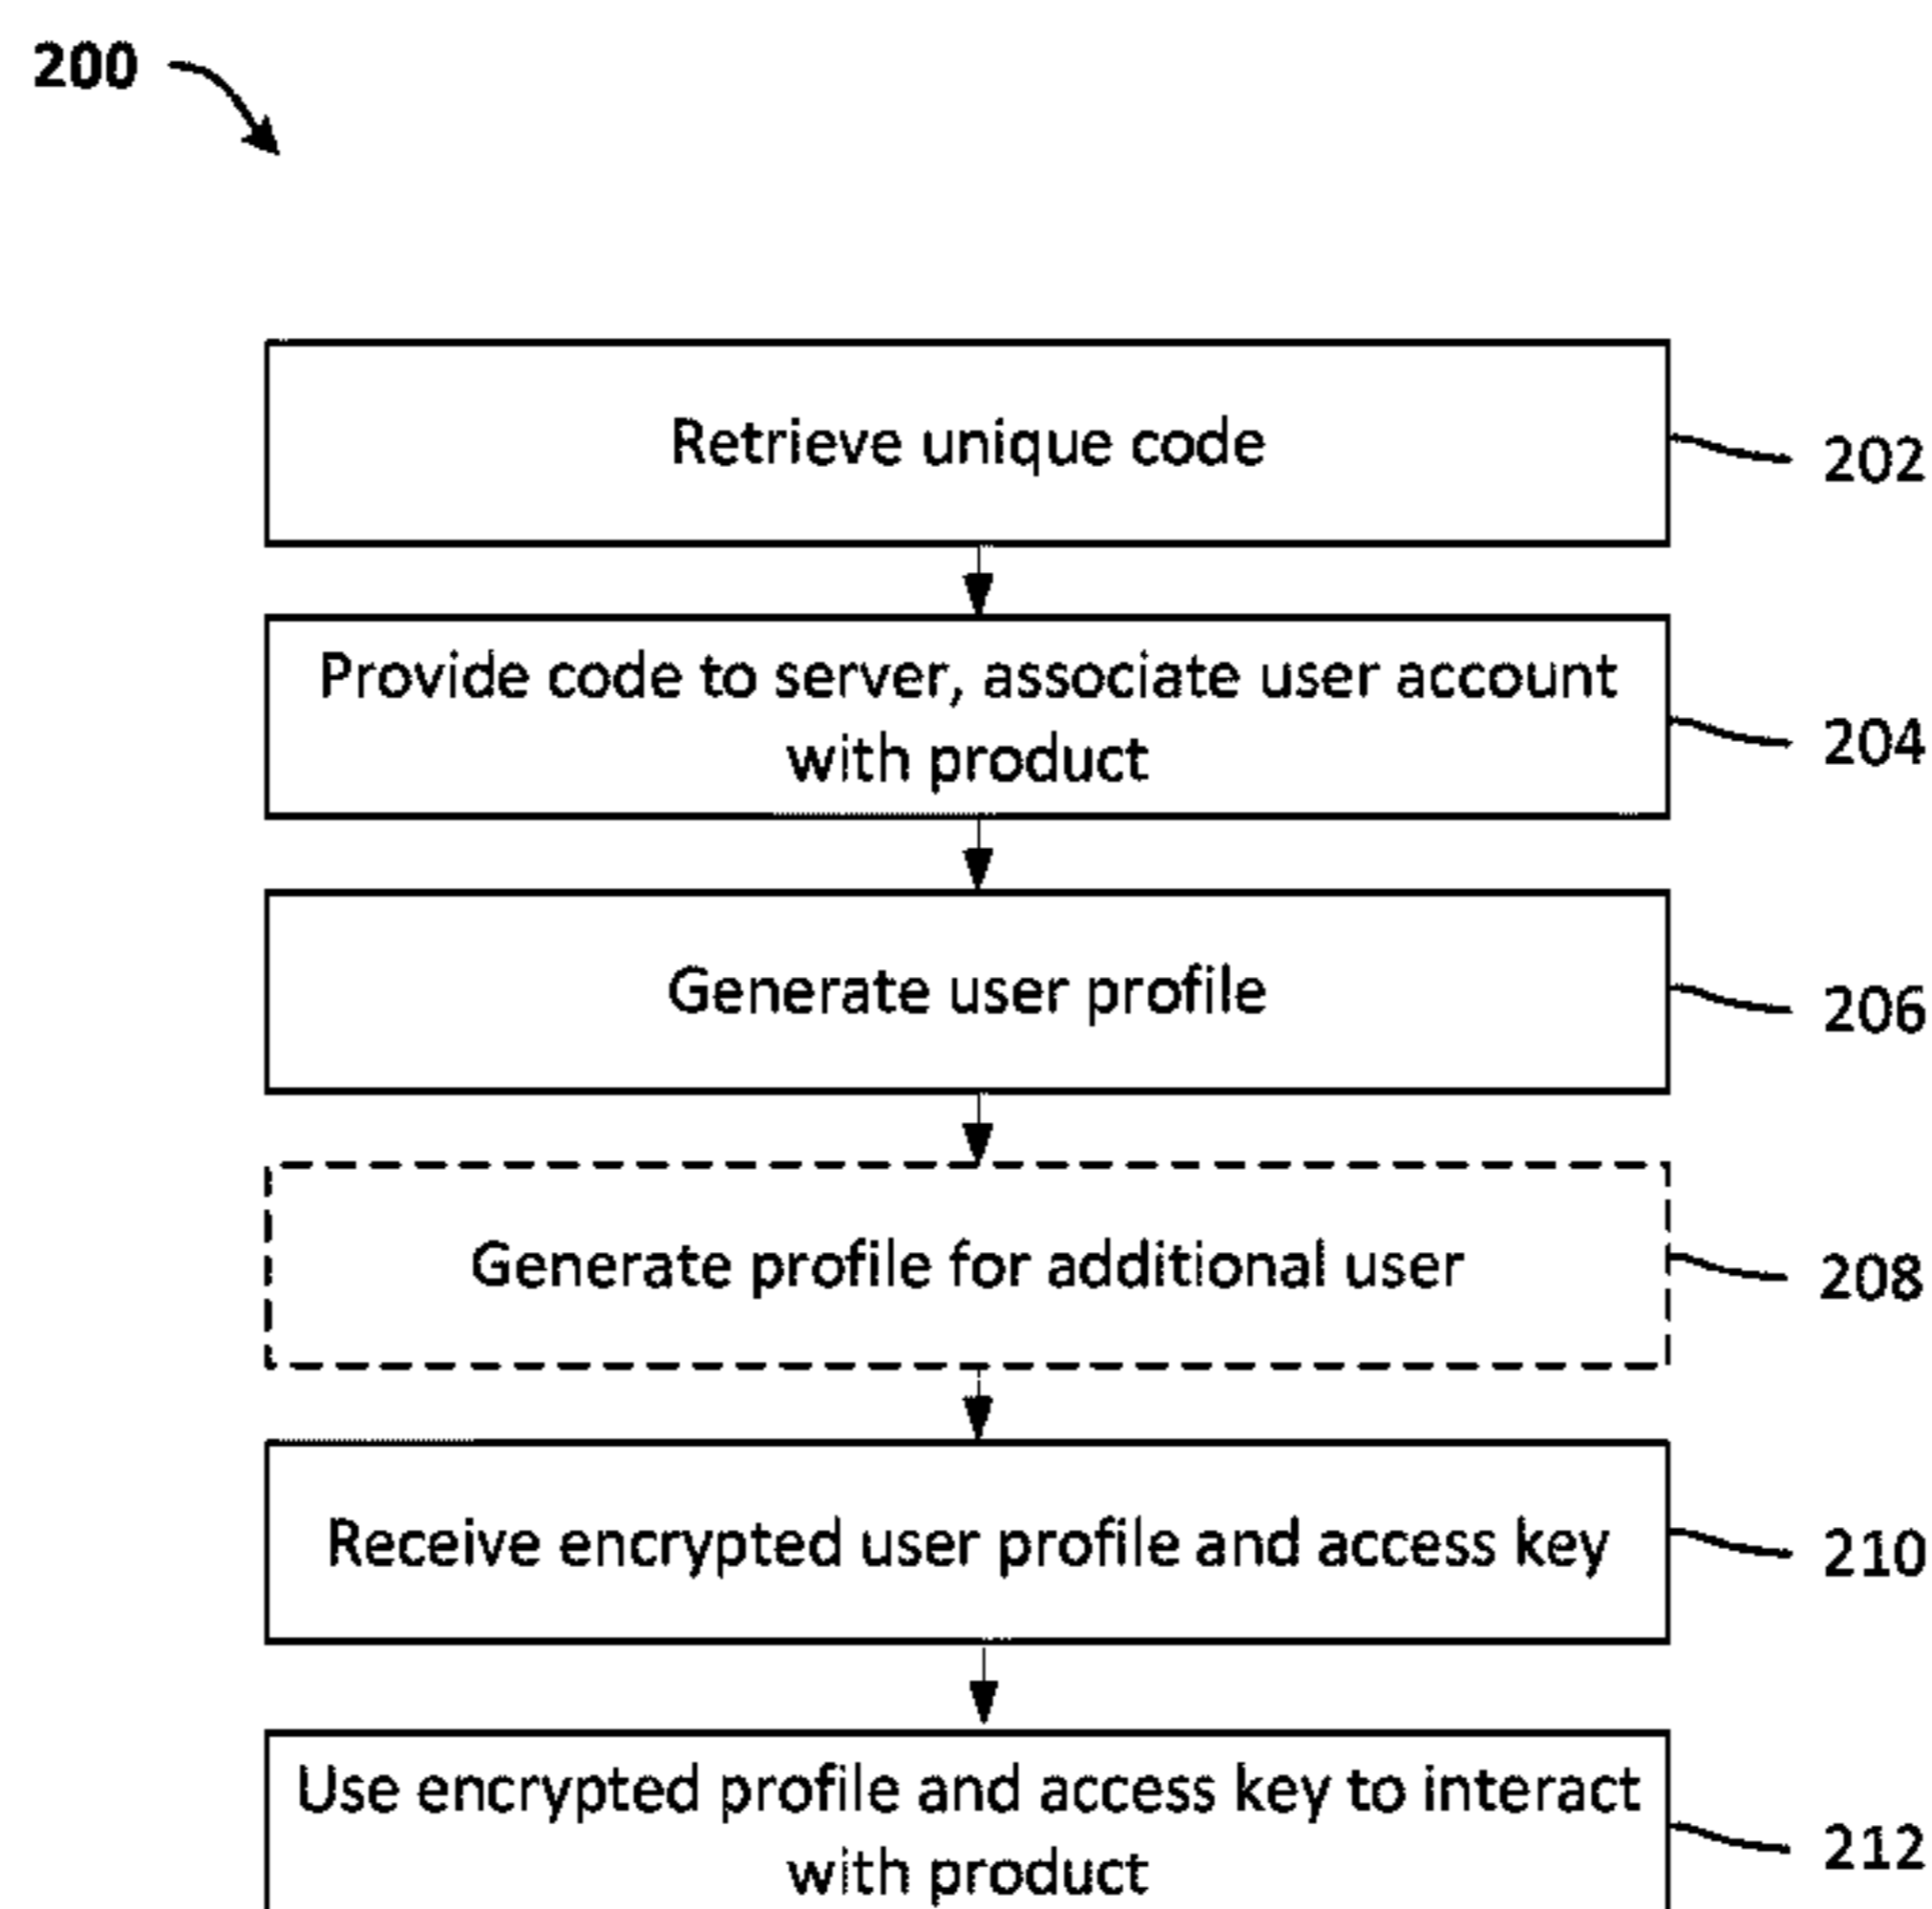 200
Retrieve unique code
202
Provide code to server, associate user account
with product
204
Generate user profile
206
Generate profile for additional user
208
Receive encrypted user profile and access key
210
Use encrypted profile and access key to interact
with product
212